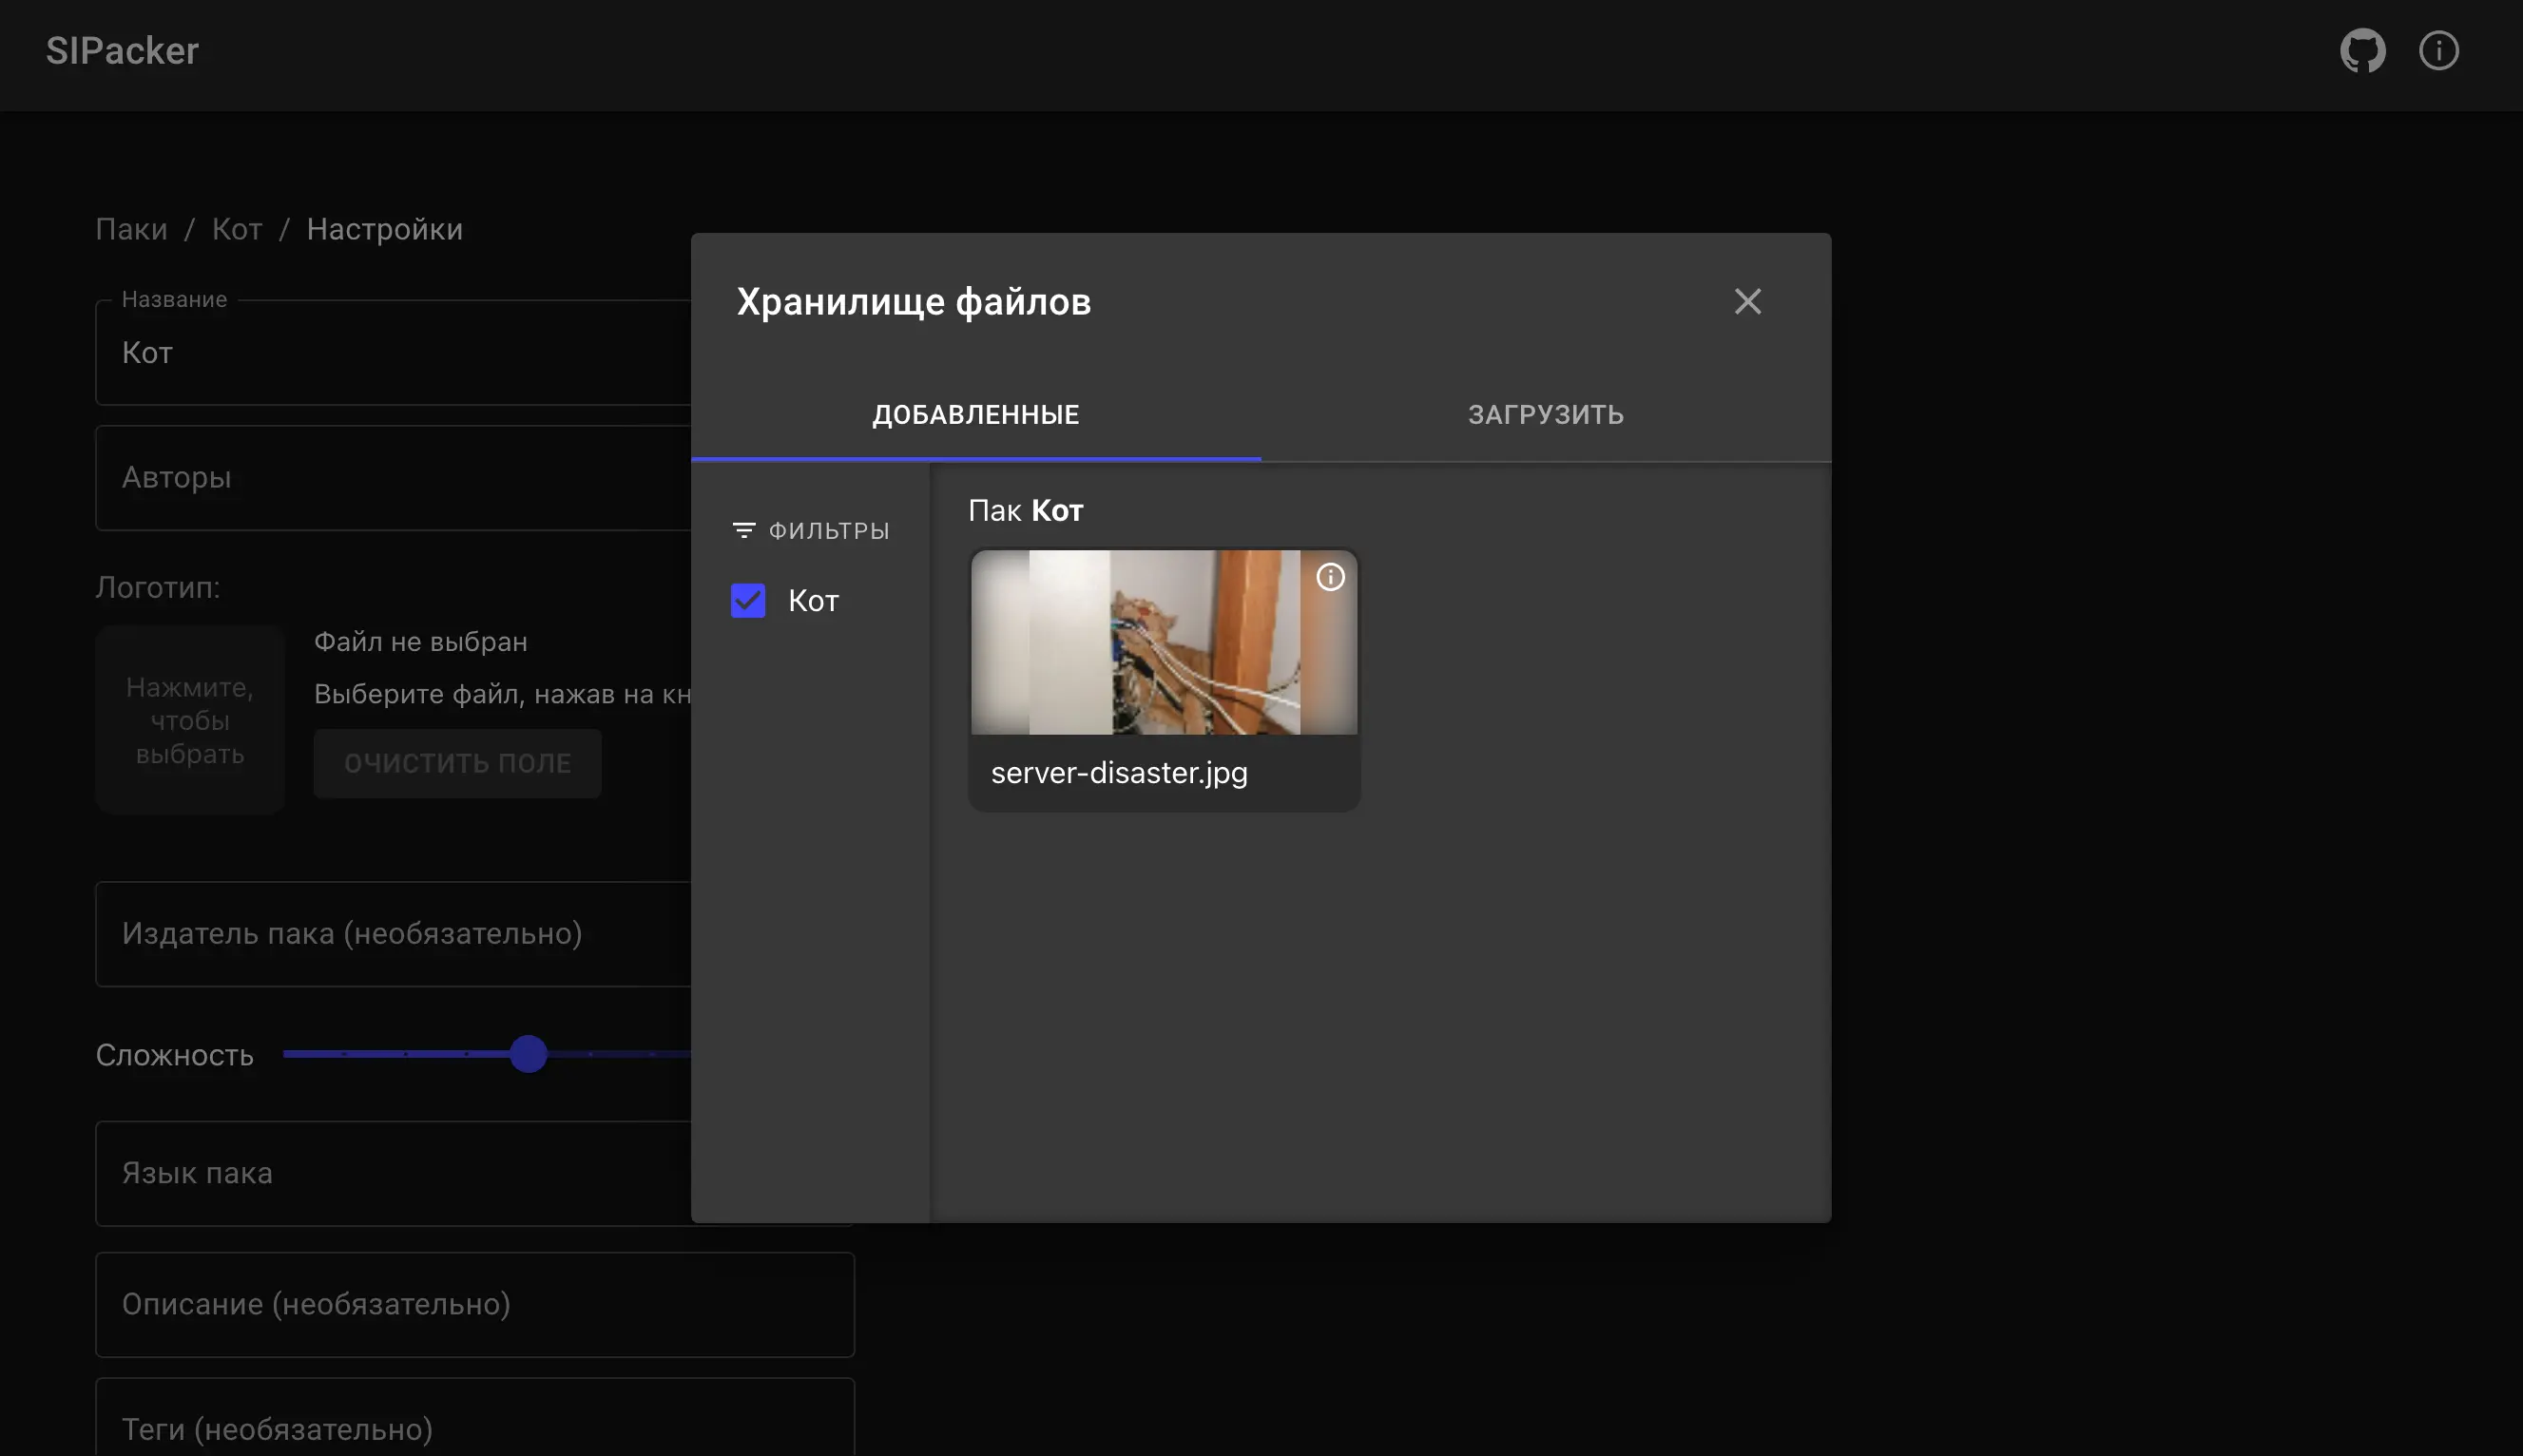 SIPacker
Паки / Кот / Настройки
Название
Кот
Авторы
Логотип:
Нажмите,
чтобы
выбрать
Файл не выбран
Выберите файл, нажав на кн
ОЧИСТИТЬ ПОЛЕ
Издатель пака (необязательно)
Сложность
Язык пака
Описание (необязательно)
Теги (необязательно)
Хранилище файлов
ДОБАВЛЕННЫЕ
ЗАГРУЗИТЬ
ФИЛЬТРЫ
Кот
Пак Кот
server-disaster.jpg